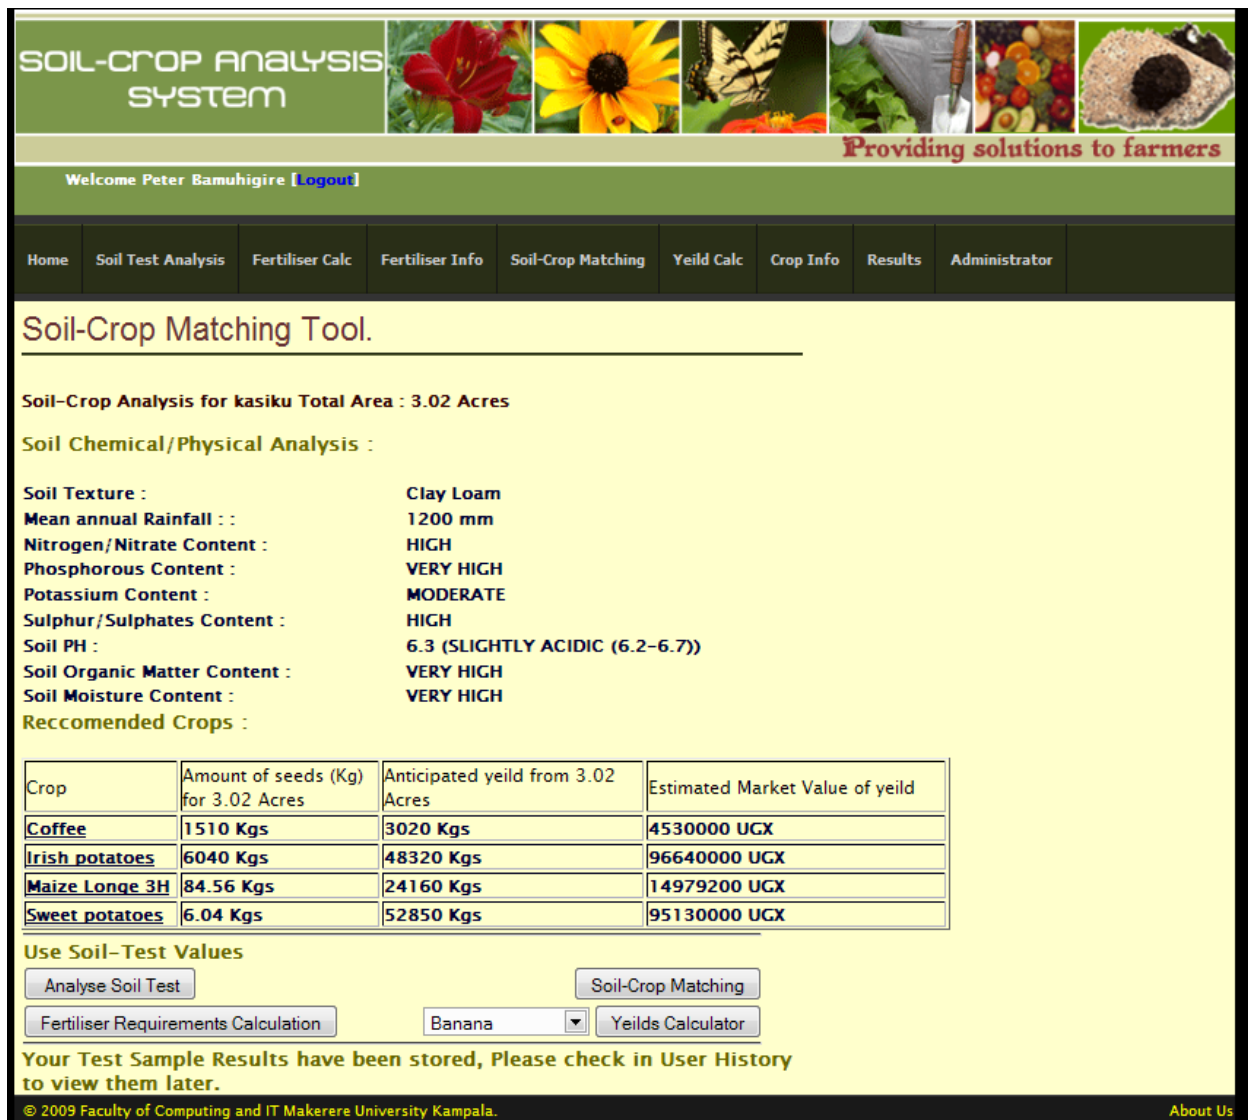 SOIL-CROP ANALYSIS
SYSTEM
Providing solutions to farmers
Welcome Peter Bamuhigire [Logout]
Home Soil Test Analysis Fertiliser Calc Fertiliser Info Soil-Crop Matching Yeild Calc Crop Info Results Administrator
Soil-Crop Matching Tool.
Soil-Crop Analysis for kasiku Total Area : 3.02 Acres
Soil Chemical/Physical Analysis :
Soil Texture : Clay Loam
Mean annual Rainfall : : 1200 mm
Nitrogen/Nitrate Content : HIGH
Phosphorous Content : VERY HIGH
Potassium Content : MODERATE
Sulphur/Sulphates Content : HIGH
Soil PH : 6.3 (SLIGHTLY ACIDIC (6.2-6.7))
Soil Organic Matter Content : VERY HIGH
Soil Moisture Content : VERY HIGH
Reccomended Crops :
Crop Amount of seeds (Kg) for 3.02 Acres Anticipated yeild from 3.02 Acres Estimated Market Value of yeild
Coffee 1510 Kgs 3020 Kgs 4530000 UGX
Irish potatoes 6040 Kgs 48320 Kgs 96640000 UGX
Maize Longe 3H 84.56 Kgs 24160 Kgs 14979200 UGX
Sweet potatoes 6.04 Kgs 52850 Kgs 95130000 UGX
Use Soil-Test Values
Analyse Soil Test Soil-Crop Matching
Fertiliser Requirements Calculation Banana Yeilds Calculator
Your Test Sample Results have been stored, Please check in User History
to view them later.
© 2009 Faculty of Computing and IT Makerere University Kampala. About Us